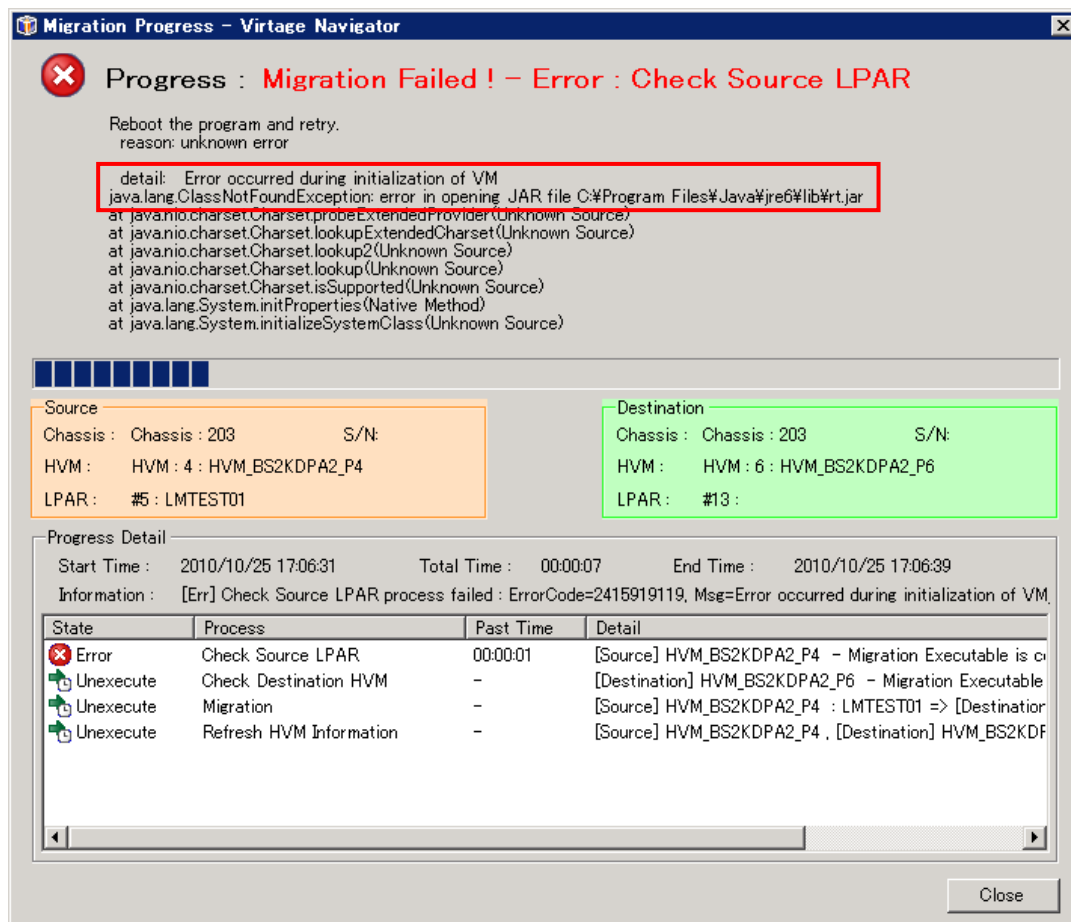 Migration Progress - Virtage Navigator
Progress : Migration Failed ! - Error : Check Source LPAR
Reboot the program and retry.
reason: unknown error
detail: Error occurred during initialization of VM
java.lang.ClassNotFoundException: error in opening JAR file C:¥Program Files¥Java¥jre6¥lib¥rt.jar
at java.nio.charset.Charset.probeExtendedProvider(Unknown Source)
at java.nio.charset.Charset.lookupExtendedCharset(Unknown Source)
at java.nio.charset.Charset.lookup2(Unknown Source)
at java.nio.charset.Charset.lookup(Unknown Source)
at java.nio.charset.Charset.isSupported(Unknown Source)
at java.lang.System.initProperties(Native Method)
at java.lang.System.initializeSystemClass(Unknown Source)
Source
Chassis : Chassis : 203 S/N:
HVM : HVM : 4 : HVM_BS2KDPA2_P4
LPAR : #5 : LMTEST01
Destination
Chassis : Chassis : 203 S/N:
HVM : HVM : 6 : HVM_BS2KDPA2_P6
LPAR : #13 :
Progress Detail
Start Time : 2010/10/25 17:06:31 Total Time : 00:00:07 End Time : 2010/10/25 17:06:39
Information : [Err] Check Source LPAR process failed : ErrorCode=2415919119, Msg=Error occurred during initialization of VM_
State Process Past Time Detail
Error Check Source LPAR 00:00:01 [Source] HVM_BS2KDPA2_P4 - Migration Executable is
Unexecute Check Destination HVM - [Destination] HVM_BS2KDPA2_P6 - Migration Executable
Unexecute Migration - [Source] HVM_BS2KDPA2_P4 : LMTEST01 => [Destination
Unexecute Refresh HVM Information - [Source] HVM_BS2KDPA2_P4 , [Destination]
Close